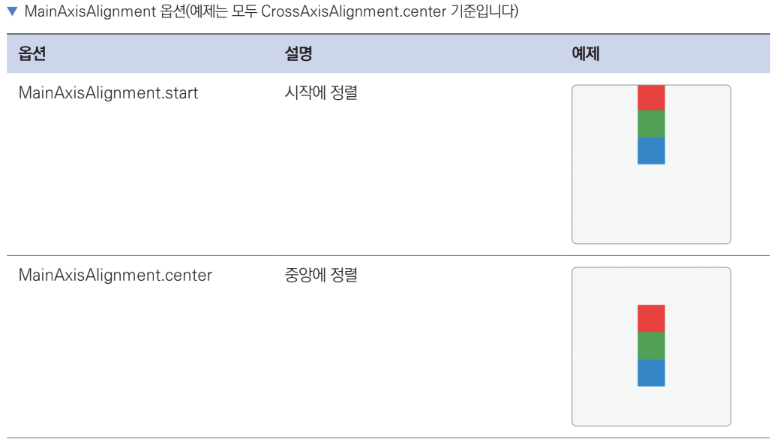 ▼ MainAxisAlignment 옵션(예제는 모두 CrossAxisAlignment.center 기준입니다)
옵션 설명 예제
MainAxisAlignment.start 시작에 정렬
MainAxisAlignment.center 중앙에 정렬